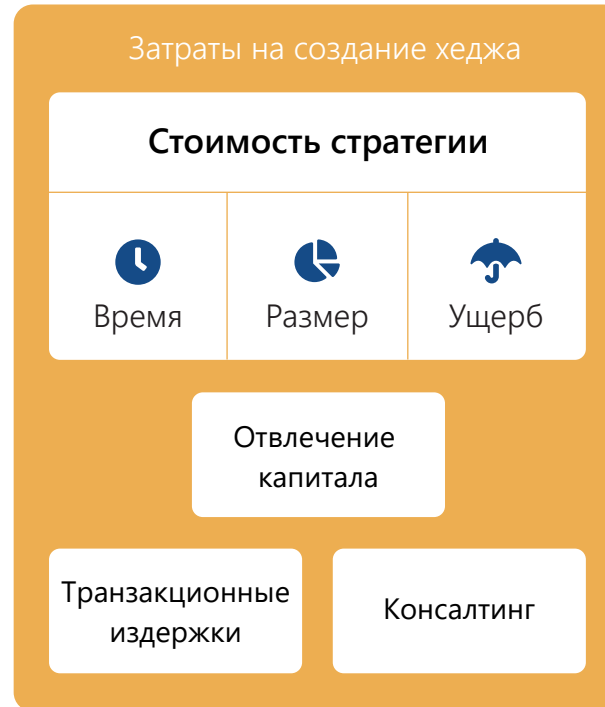 Затраты на создание хеджа
Стоимость стратегии
Время
Размер
Ущерб
Отвлечение
капитала
Транзакционные
издержки
Консалтинг